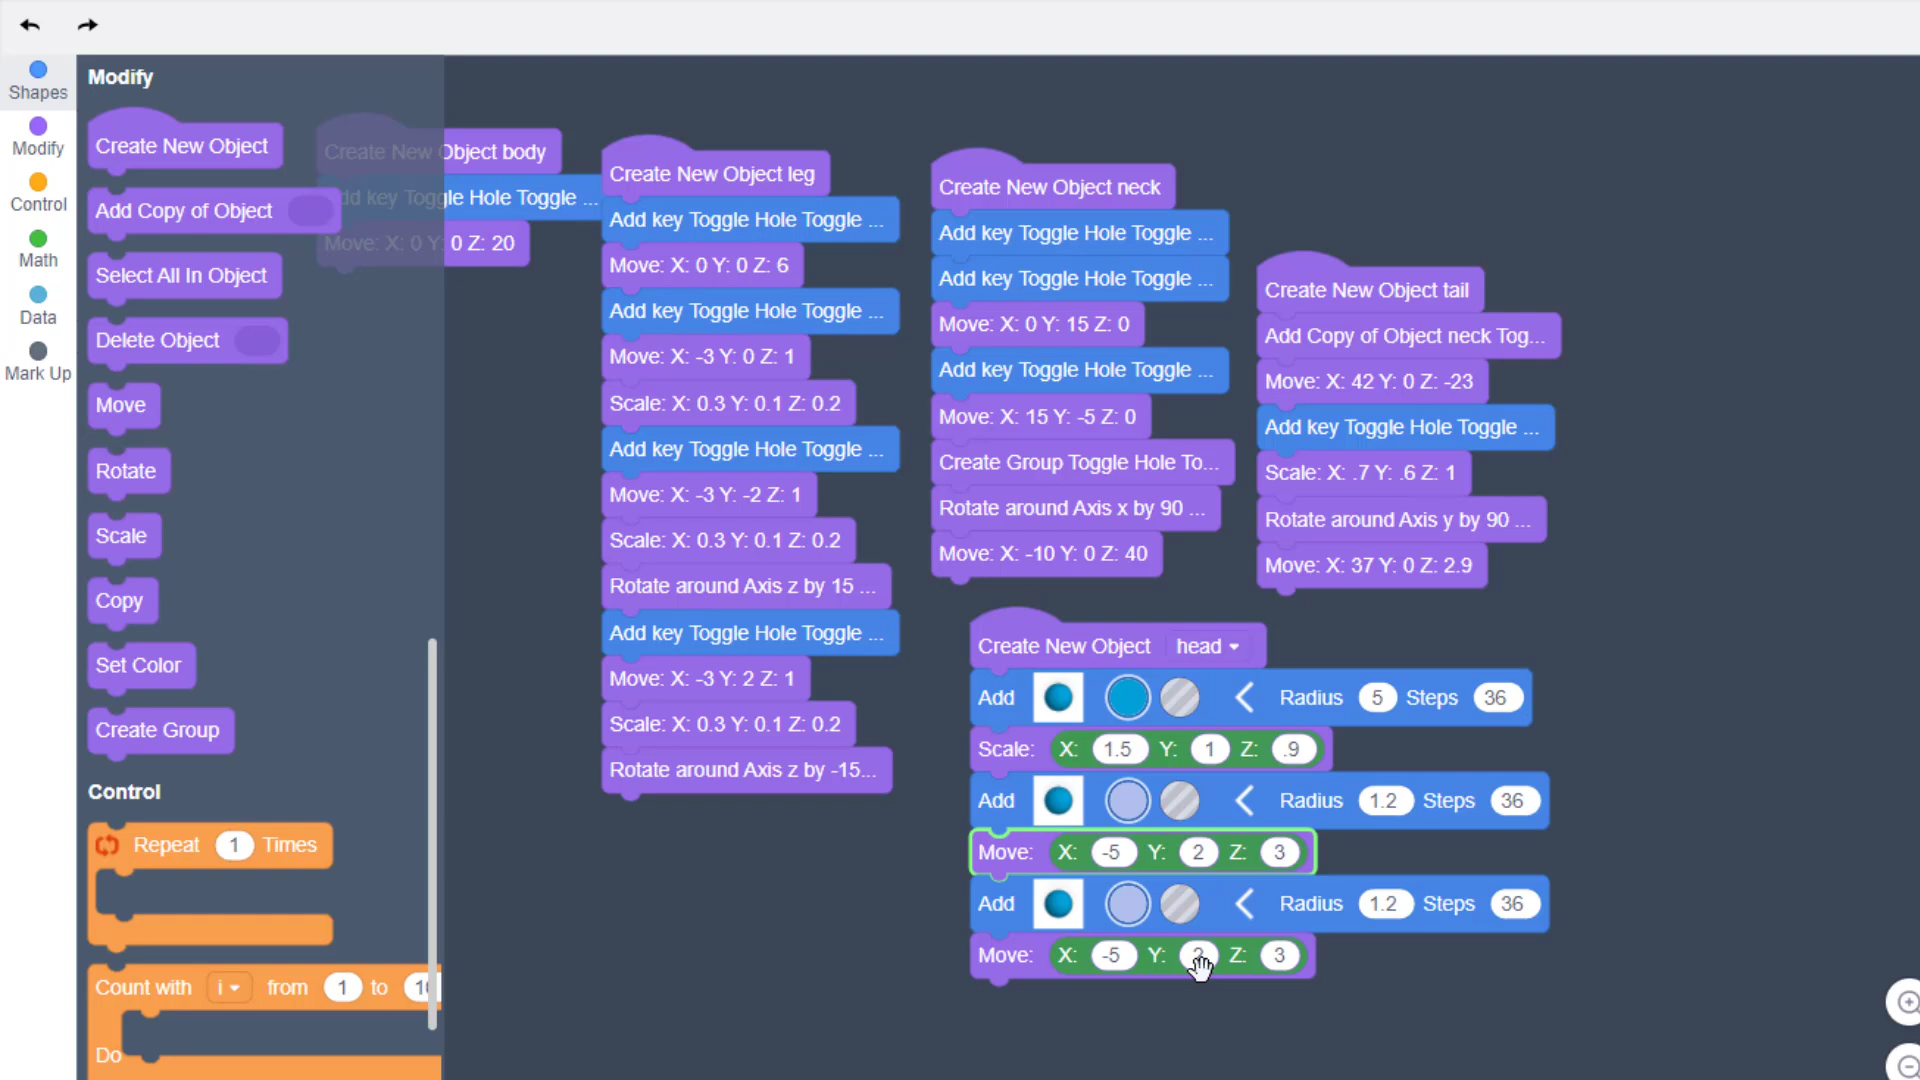 Shapes
Modify
Control
Math
Data
Mark Up
Modify
Create New Object
Add Copy of Object
Select All In Object
Delete Object
Move
Rotate
Scale
Copy
Set Color
Create Group
Control
Repeat 1 Times
Count with i from 1 to 10
Do
Create New Object body
Add key Toggle Hole Toggle ...
Move: X: 0 Y: 0 Z: 20
Create New Object leg
Add key Toggle Hole Toggle ...
Move: X: 0 Y: 0 Z: 6
Add key Toggle Hole Toggle ...
Move: X: -3 Y: 0 Z: 1
Scale: X: 0.3 Y: 0.1 Z: 0.2
Add key Toggle Hole Toggle ...
Move: X: -3 Y: -2 Z: 1
Scale: X: 0.3 Y: 0.1 Z: 0.2
Rotate around Axis z by 15 ...
Add key Toggle Hole Toggle ...
Move: X: -3 Y: 2 Z: 1
Scale: X: 0.3 Y: 0.1 Z: 0.2
Rotate around Axis z by -15...
Create New Object neck
Add key Toggle Hole Toggle ...
Add key Toggle Hole Toggle ...
Move: X: 0 Y: 15 Z: 0
Add key Toggle Hole Toggle ...
Move: X: 15 Y: -5 Z: 0
Create Group Toggle Hole To...
Rotate around Axis x by 90 ...
Move: X: -10 Y: 0 Z: 40
Create New Object tail
Add Copy of Object neck Tog...
Move: X: 42 Y: 0 Z: -23
Add key Toggle Hole Toggle ...
Scale: X: .7 Y: .6 Z: 1
Rotate around Axis y by 90 ...
Move: X: 37 Y: 0 Z: 2.9
Create New Object head
Add Radius 5 Steps 36
Scale: X: 1.5 Y: 1 Z: .9
Add Radius 1.2 Steps 36
Move: X: -5 Y: 2 Z: 3
Add Radius 1.2 Steps 36
Move: X: -5 Y: 2 Z: 3